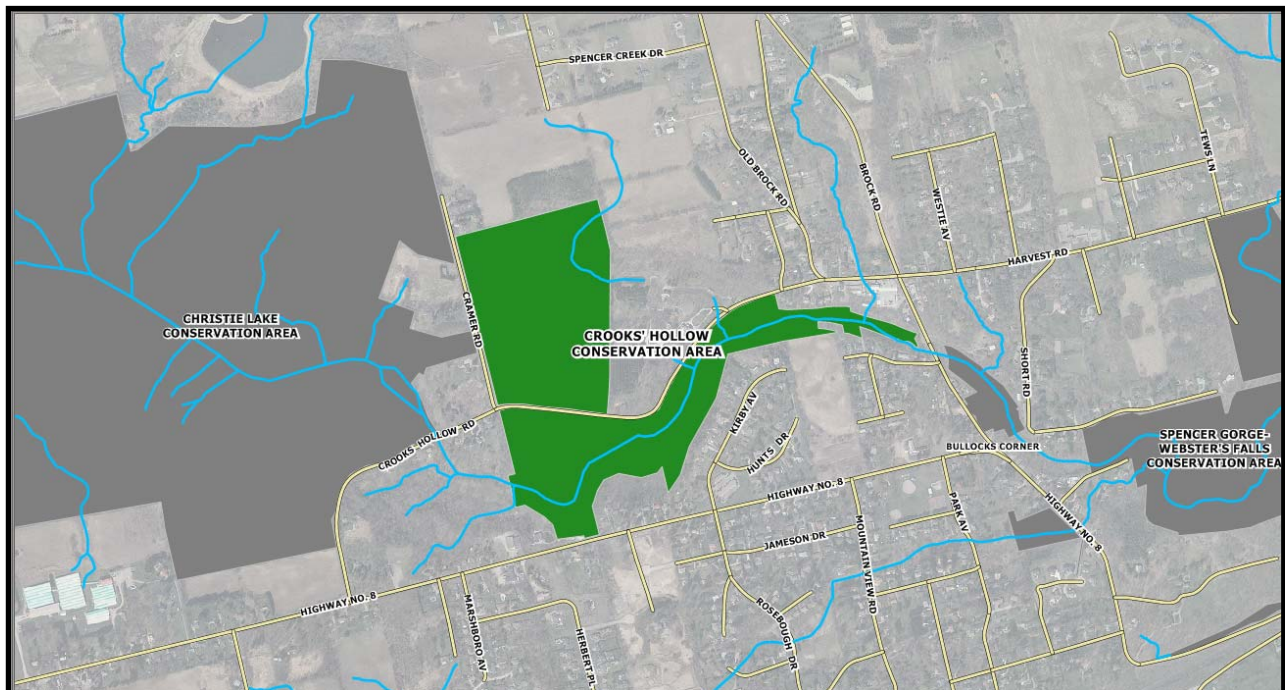 SPENCER CREEK DR
OLD BROCK RD
BROCK RD
WESTIE AV
TEWS LN
HARVEST RD
CRAMER RD
CHRISTIE LAKE
CONSERVATION AREA
CROOKS' HOLLOW
CONSERVATION AREA
SHORT RD
KIRBY AV
HUNTS DR
CROOKS HOLLOW RD
BULLOCKS CORNER
SPENCER GORGE-
WEBSTER'S FALLS
CONSERVATION AREA
HIGHWAY NO. 8
PARK AV
HIGHWAY NO. 8
MOUNTAIN VIEW RD
JAMESON DR
HIGHWAY NO. 8
MARSHBORO AV
HERBERT PL
ROSEBOUGH DR